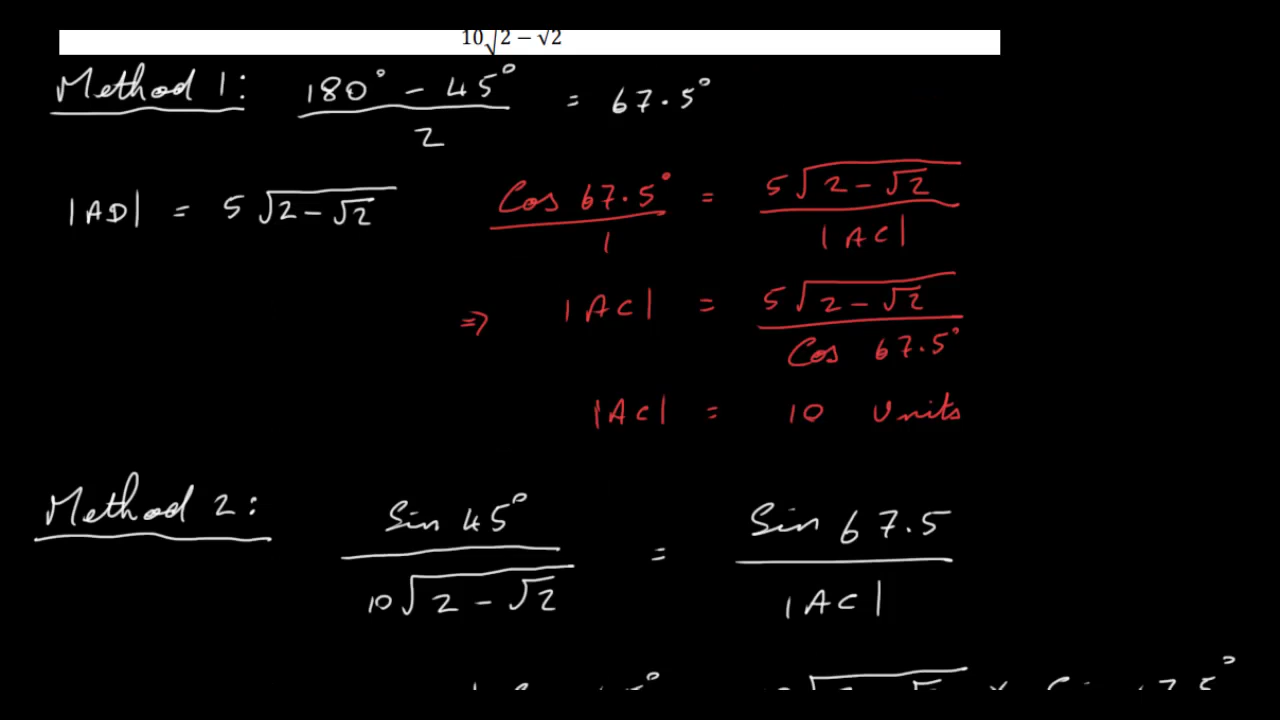 10√2 − √2
Method 1: (180° − 45°)/2 = 67.5°
|AD| = 5√(2 − √2)
Cos 67.5°/1 = 5√(2 − √2)/|AC|
⇒ |AC| = 5√(2 − √2)/Cos 67.5°
|AC| = 10 Units
Method 2: Sin 45°/10√(2 − √2) = Sin 67.5/|AC|